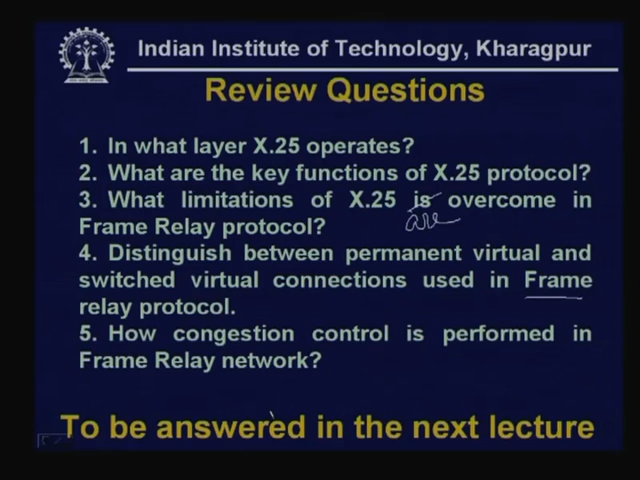 Indian Institute of Technology, Kharagpur
Review Questions
1. In what layer X.25 operates?
2. What are the key functions of X.25 protocol?
3. What limitations of X.25 is overcome in
are
Frame Relay protocol?
4. Distinguish between permanent virtual and
switched virtual connections used in Frame
relay protocol.
5. How congestion control is performed in
Frame Relay network?
To be answered in the next lecture